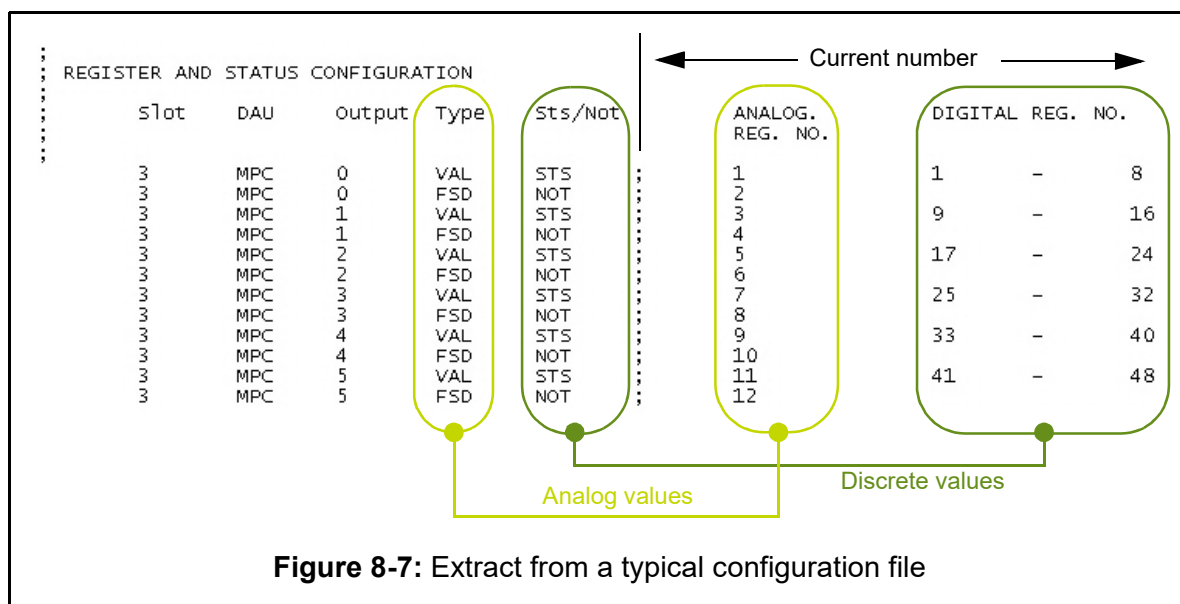 ;
; Current number
; REGISTER AND STATUS CONFIGURATION
;
; Slot DAU Output Type Sts/Not ANALOG. DIGITAL REG. NO.
; REG. NO.
;
3 MPC 0 VAL STS ; 1 1 – 8
3 MPC 0 FSD NOT ; 2
3 MPC 1 VAL STS ; 3 9 – 16
3 MPC 1 FSD NOT ; 4
3 MPC 2 VAL STS ; 5 17 – 24
3 MPC 2 FSD NOT ; 6
3 MPC 3 VAL STS ; 7 25 – 32
3 MPC 3 FSD NOT ; 8
3 MPC 4 VAL STS ; 9 33 – 40
3 MPC 4 FSD NOT ; 10
3 MPC 5 VAL STS ; 11 41 – 48
3 MPC 5 FSD NOT ; 12
Discrete values
Analog values
Figure 8-7: Extract from a typical configuration file